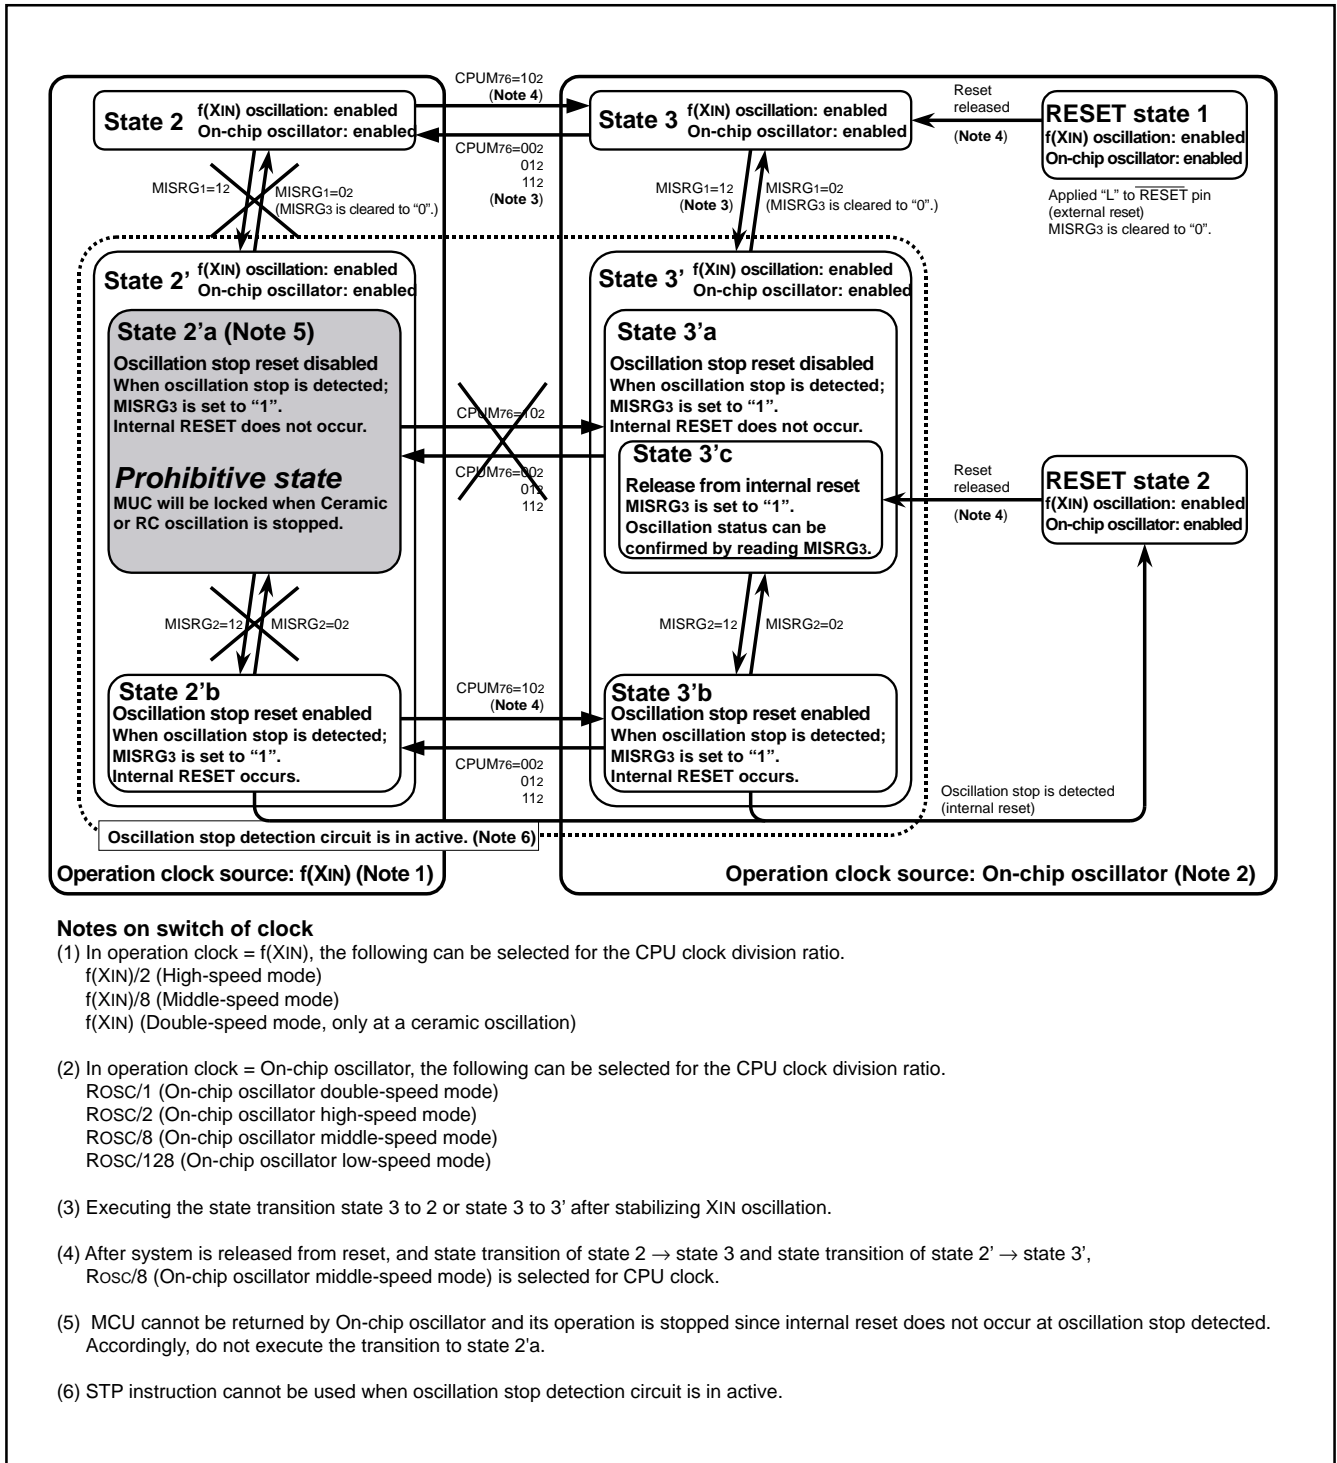 CPUM76=102
(Note 4)
State 2
f(XIN) oscillation: enabled
On-chip oscillator: enabled
State 3
f(XIN) oscillation: enabled
On-chip oscillator: enabled
Reset
released
(Note 4)
RESET state 1
f(XIN) oscillation: enabled
On-chip oscillator: enabled
CPUM76=002
012
112
(Note 3)
MISRG1=12
MISRG1=02
(MISRG3 is cleared to “0”.)
MISRG1=12
(Note 3)
MISRG1=02
(MISRG3 is cleared to “0”.)
Applied “L” to RESET pin
(external reset)
MISRG3 is cleared to “0”.
State 2'
f(XIN) oscillation: enabled
On-chip oscillator: enabled
State 3'
f(XIN) oscillation: enabled
On-chip oscillator: enabled
State 2’a (Note 5)
Oscillation stop reset disabled
When oscillation stop is detected;
MISRG3 is set to “1”.
Internal RESET does not occur.
Prohibitive state
MUC will be locked when Ceramic
or RC oscillation is stopped.
CPUM76=102
CPUM76=002
012
112
State 3’a
Oscillation stop reset disabled
When oscillation stop is detected;
MISRG3 is set to “1”.
Internal RESET does not occur.
State 3’c
Release from internal reset
MISRG3 is set to “1”.
Oscillation status can be
confirmed by reading MISRG3.
Reset
released
(Note 4)
RESET state 2
f(XIN) oscillation: enabled
On-chip oscillator: enabled
MISRG2=12
MISRG2=02
MISRG2=12
MISRG2=02
State 2’b
Oscillation stop reset enabled
When oscillation stop is detected;
MISRG3 is set to “1”.
Internal RESET occurs.
CPUM76=102
(Note 4)
CPUM76=002
012
112
State 3’b
Oscillation stop reset enabled
When oscillation stop is detected;
MISRG3 is set to “1”.
Internal RESET occurs.
Oscillation stop is detected
(internal reset)
Oscillation stop detection circuit is in active. (Note 6)
Operation clock source: f(XIN) (Note 1)
Operation clock source: On-chip oscillator (Note 2)
Notes on switch of clock
(1) In operation clock = f(XIN), the following can be selected for the CPU clock division ratio.
f(XIN)/2 (High-speed mode)
f(XIN)/8 (Middle-speed mode)
f(XIN) (Double-speed mode, only at a ceramic oscillation)
(2) In operation clock = On-chip oscillator, the following can be selected for the CPU clock division ratio.
ROSC/1 (On-chip oscillator double-speed mode)
ROSC/2 (On-chip oscillator high-speed mode)
ROSC/8 (On-chip oscillator middle-speed mode)
ROSC/128 (On-chip oscillator low-speed mode)
(3) Executing the state transition state 3 to 2 or state 3 to 3’ after stabilizing XIN oscillation.
(4) After system is released from reset, and state transition of state 2 → state 3 and state transition of state 2' → state 3’,
ROSC/8 (On-chip oscillator middle-speed mode) is selected for CPU clock.
(5) MCU cannot be returned by On-chip oscillator and its operation is stopped since internal reset does not occur at oscillation stop detected.
Accordingly, do not execute the transition to state 2’a.
(6) STP instruction cannot be used when oscillation stop detection circuit is in active.